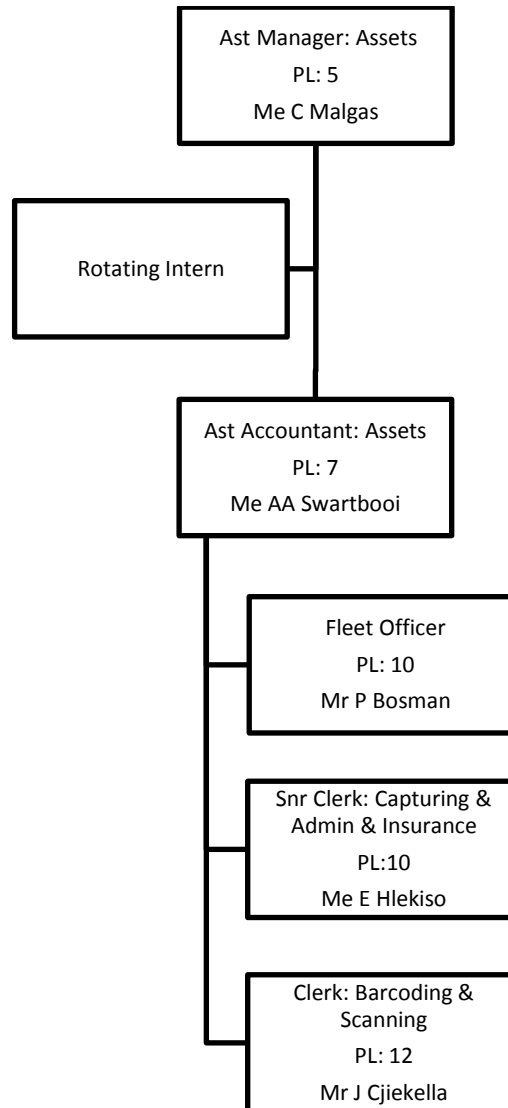 Ast Manager: Assets
PL: 5
Me C Malgas
Rotating Intern
Ast Accountant: Assets
PL: 7
Me AA Swartbooi
Fleet Officer
PL: 10
Mr P Bosman
Snr Clerk: Capturing &
Admin & Insurance
PL:10
Me E Hlekiso
Clerk: Barcoding &
Scanning
PL: 12
Mr J Cjiekella